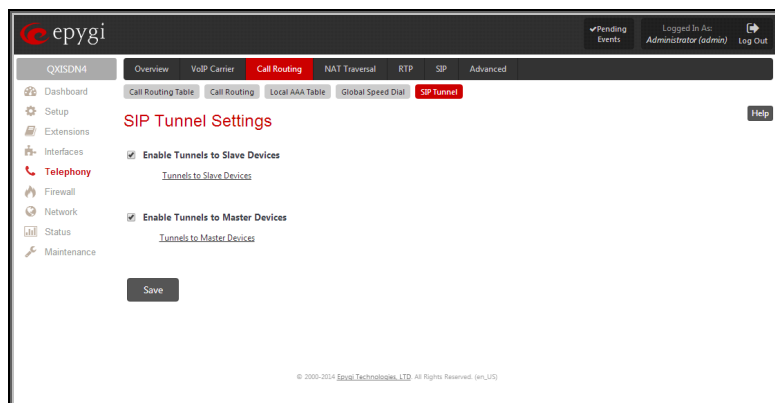 epygi
✔Pending Events
Logged In As:
Administrator (admin)
Log Out
QXISDN4
Overview VoIP Carrier Call Routing NAT Traversal RTP SIP Advanced
Dashboard
Setup
Extensions
Interfaces
Telephony
Firewall
Network
Status
Maintenance
Call Routing Table Call Routing Local AAA Table Global Speed Dial SIP Tunnel
SIP Tunnel Settings
Help
Enable Tunnels to Slave Devices
Tunnels to Slave Devices
Enable Tunnels to Master Devices
Tunnels to Master Devices
Save
© 2000-2014 Epygi Technologies, LTD. All Rights Reserved. (en_US)